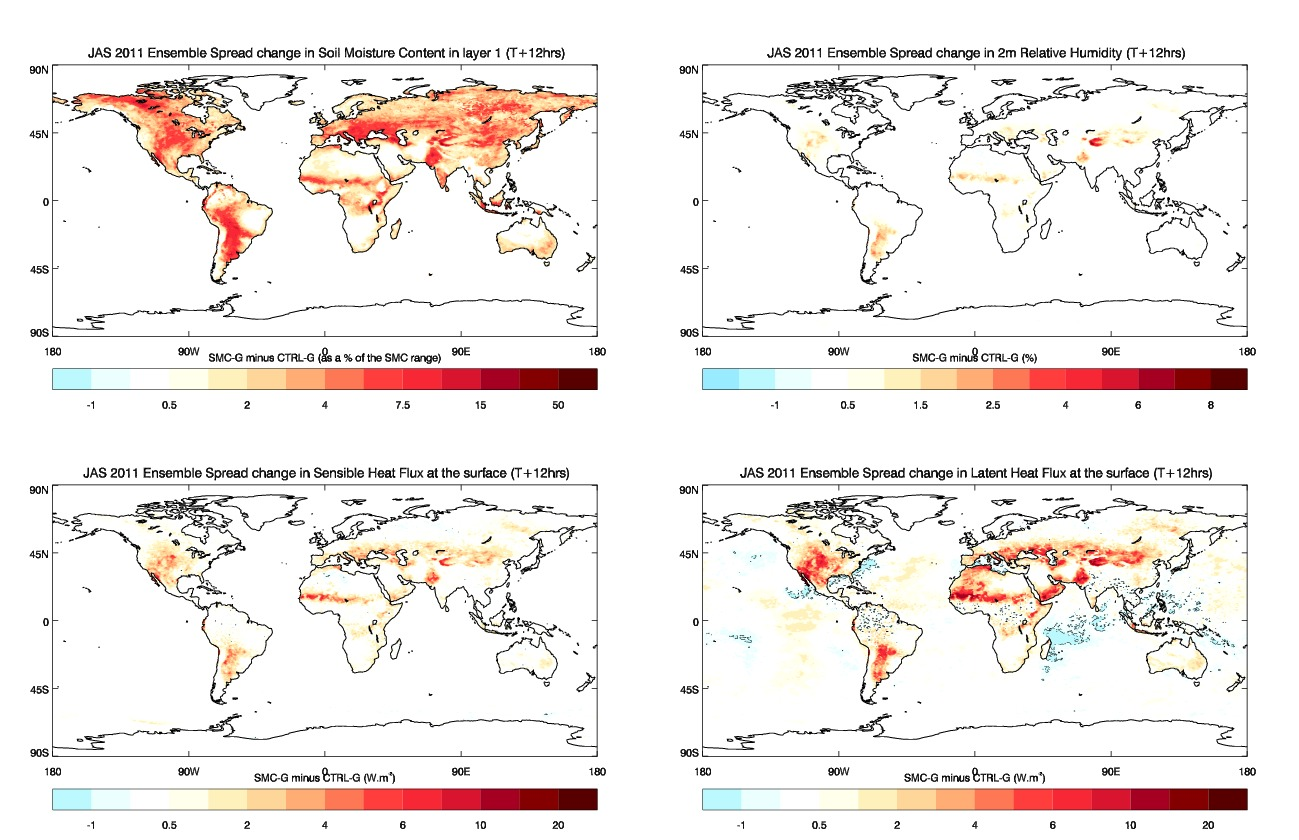 JAS 2011 Ensemble Spread change in Soil Moisture Content in layer 1 (T+12hrs)
90N
45N
0
45S
90S
180 90W 0 90E 180
SMC-G minus CTRL-G (as a % of the SMC range)
-1 0.5 2 4 7.5 15 50
JAS 2011 Ensemble Spread change in 2m Relative Humidity (T+12hrs)
90N
45N
0
45S
90S
180 90W 0 90E 180
SMC-G minus CTRL-G (%)
-1 0.5 1.5 2.5 4 6 8
JAS 2011 Ensemble Spread change in Sensible Heat Flux at the surface (T+12hrs)
90N
45N
0
45S
90S
180 90W 0 90E 180
SMC-G minus CTRL-G (W.m⁻²)
-1 0.5 2 4 6 10 20
JAS 2011 Ensemble Spread change in Latent Heat Flux at the surface (T+12hrs)
90N
45N
0
45S
90S
180 90W 0 90E 180
SMC-G minus CTRL-G (W.m⁻²)
-1 0.5 2 4 6 10 20